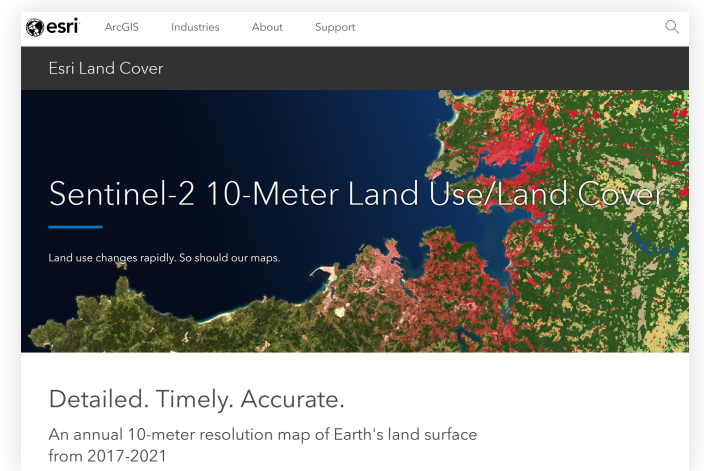 esri ArcGIS Industries About Support
Esri Land Cover
Sentinel-2 10-Meter Land Use/Land Cover
Land use changes rapidly. So should our maps.
Detailed. Timely. Accurate.
An annual 10-meter resolution map of Earth's land surface
from 2017-2021